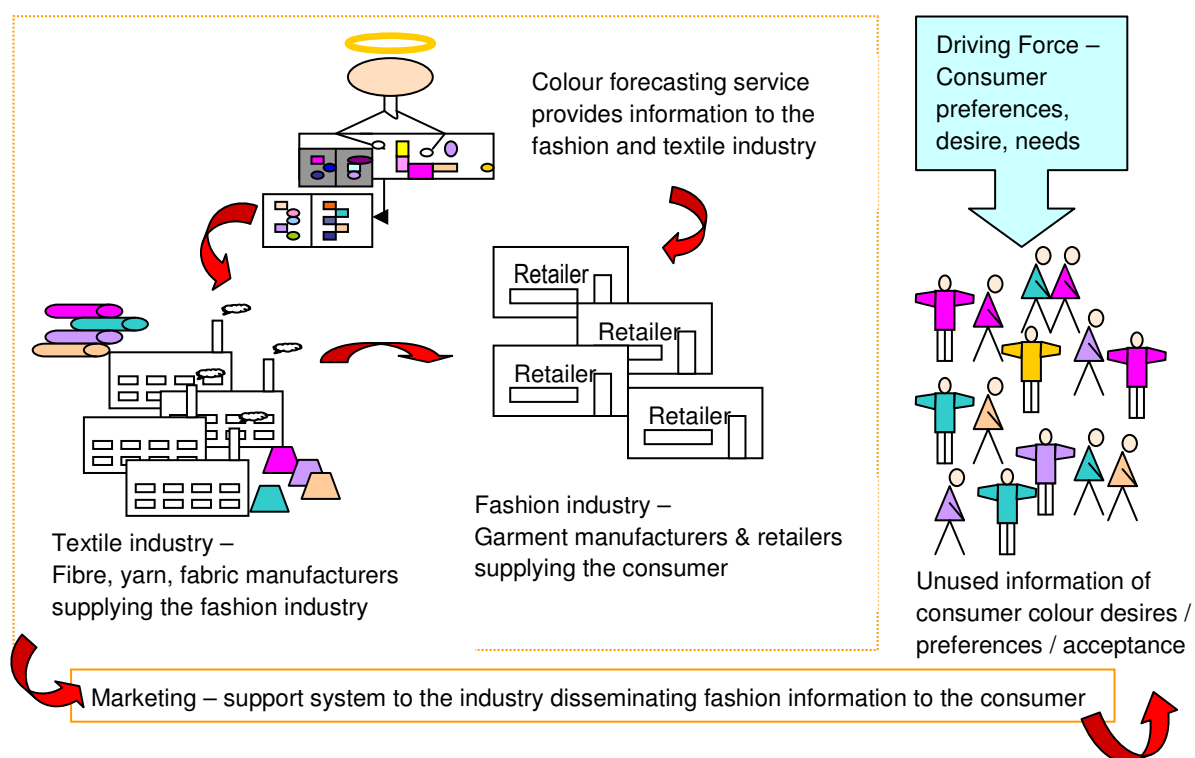 Colour forecasting service
provides information to the
fashion and textile industry
Driving Force –
Consumer
preferences,
desire, needs
Retailer
Retailer
Retailer
Retailer
Textile industry –
Fibre, yarn, fabric manufacturers
supplying the fashion industry
Fashion industry –
Garment manufacturers & retailers
supplying the consumer
Unused information of
consumer colour desires /
preferences / acceptance
Marketing – support system to the industry disseminating fashion information to the consumer